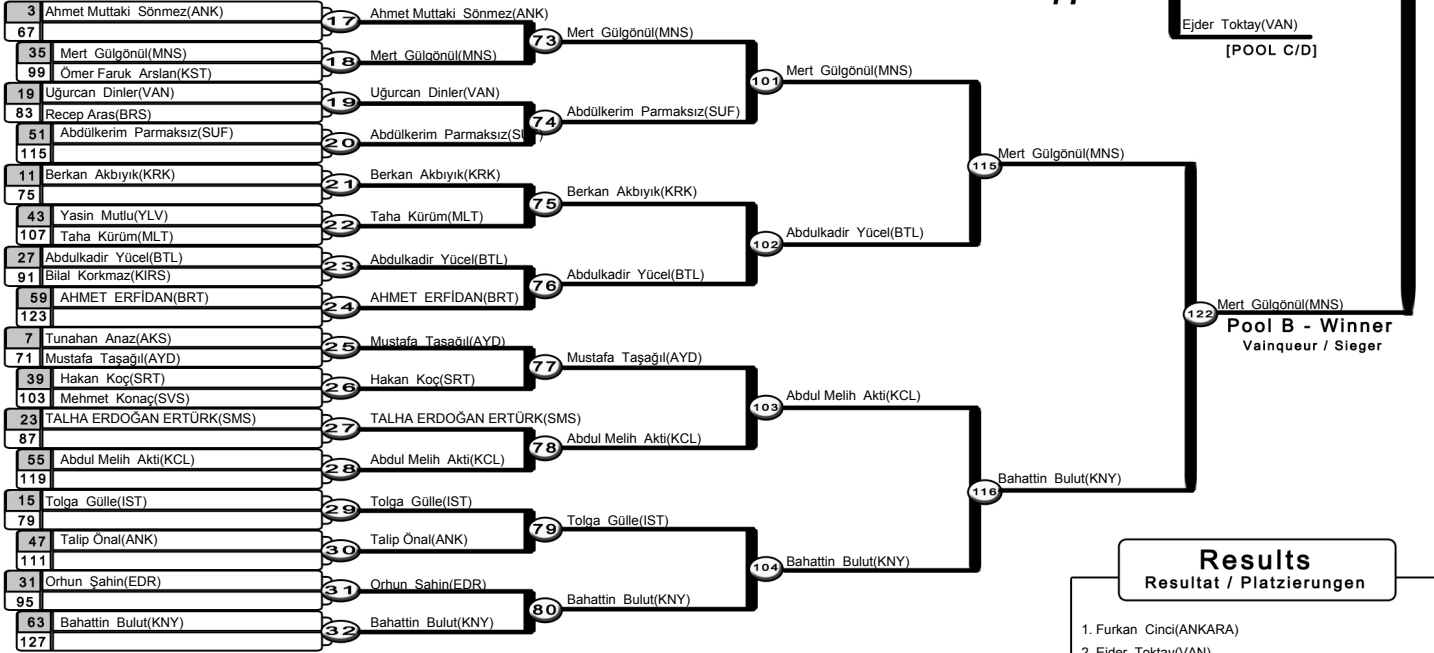 3 Ahmet Muttaki Sönmez(ANK)
67
35 Mert Gülgönül(MNS)
99 Ömer Faruk Arslan(KST)
19 Uğurcan Dinler(VAN)
83 Recep Aras(BRS)
51 Abdülkerim Parmaksız(SUF)
115
11 Berkan Akbıyık(KRK)
75
43 Yasin Mutlu(YLV)
107 Taha Kürüm(MLT)
27 Abdulkadir Yücel(BTL)
91 Bilal Korkmaz(KIRS)
59 AHMET ERFİDAN(BRT)
123
7 Tunahan Anaz(AKS)
71 Mustafa Taşağıl(AYD)
39 Hakan Koç(SRT)
103 Mehmet Konaç(SVS)
23 TALHA ERDOĞAN ERTÜRK(SMS)
87
55 Abdul Melih Akti(KCL)
119
15 Tolga Gülle(IST)
79
47 Talip Önal(ANK)
111
31 Orhun Şahin(EDR)
95
63 Bahattin Bulut(KNY)
127
17 Ahmet Muttaki Sönmez(ANK)
18 Mert Gülgönül(MNS)
19 Uğurcan Dinler(VAN)
20 Abdülkerim Parmaksız(SUF)
21 Berkan Akbıyık(KRK)
22 Taha Kürüm(MLT)
23 Abdulkadir Yücel(BTL)
24 AHMET ERFİDAN(BRT)
25 Mustafa Taşağıl(AYD)
26 Hakan Koç(SRT)
27 TALHA ERDOĞAN ERTÜRK(SMS)
28 Abdul Melih Akti(KCL)
29 Tolga Gülle(IST)
30 Talip Önal(ANK)
31 Orhun Şahin(EDR)
32 Bahattin Bulut(KNY)
73 Mert Gülgönül(MNS)
74 Abdülkerim Parmaksız(SUF)
75 Berkan Akbıyık(KRK)
76 Abdulkadir Yücel(BTL)
77 Mustafa Taşağıl(AYD)
78 Abdul Melih Akti(KCL)
79 Tolga Gülle(IST)
80 Bahattin Bulut(KNY)
101 Mert Gülgönül(MNS)
102 Abdulkadir Yücel(BTL)
103 Abdul Melih Akti(KCL)
104 Bahattin Bulut(KNY)
115 Mert Gülgönül(MNS)
116 Bahattin Bulut(KNY)
122 Mert Gülgönül(MNS)
Pool B - Winner
Vainqueur / Sieger
Ejder Toktay(VAN)
[POOL C/D]
Results
Resultat / Platzierungen
1. Furkan Cinci(ANKARA)
2. Ejder Toktay(VAN)